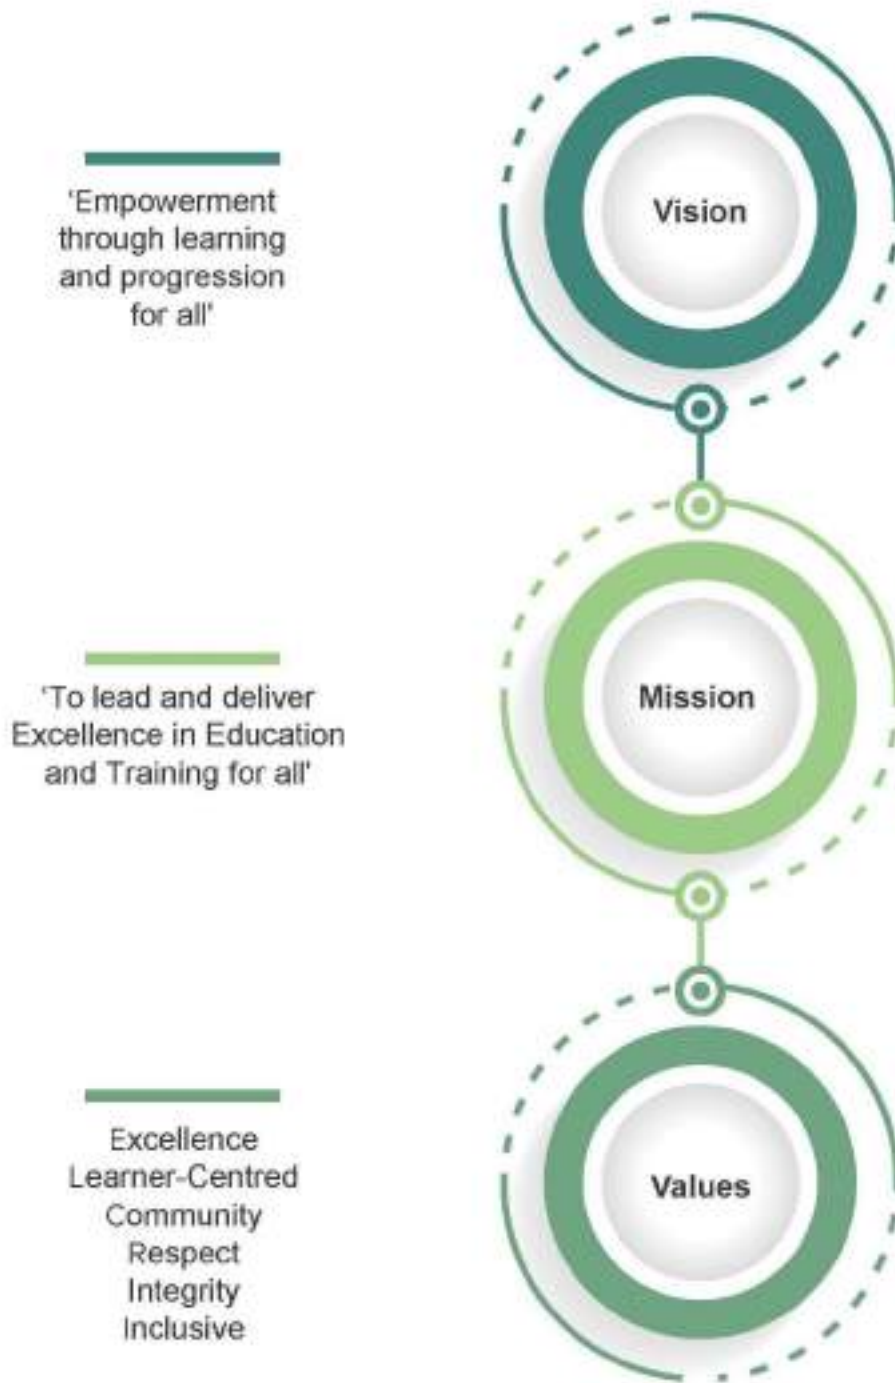 'Empowerment
through learning
and progression
for all'
Vision
'To lead and deliver
Excellence in Education
and Training for all'
Mission
Excellence
Learner-Centred
Community
Respect
Integrity
Inclusive
Values